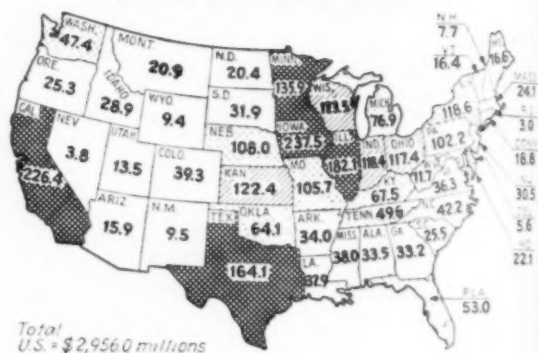 N.H.
7.7
VT.
16.4
WASH.
47.4
MONT.
20.9
N.D.
20.4
MINN.
135.9
WIS.
MICH.
76.9
16.6
MASS.
24.1
ORE.
25.3
IDAHO
28.9
WYO.
9.4
S.D.
31.9
IOWA
237.5
ILL.
182.1
IND.
118.4
OHIO
117.4
PA.
102.2
118.6
R.I.
3.0
CONN.
18.8
CAL.
226.4
NEV.
3.8
UTAH
13.5
COLO.
39.3
NEB.
108.0
KAN.
122.4
MO.
105.7
67.5
11.7
36.3
30.5
5.6
22.1
ARIZ.
15.9
N.M.
9.5
TEX.
164.1
OKLA.
64.1
ARK.
34.0
TENN.
49.6
42.2
25.5
LA.
37.9
MISS.
38.0
ALA.
33.5
GA.
33.2
FLA.
53.0
Total
U.S. = $2,956.0 millions